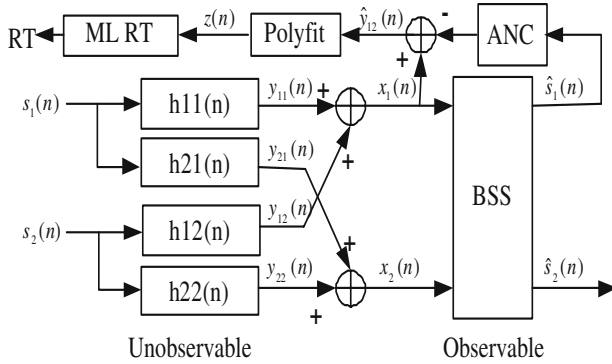 RT ML RT z(n) Polyfit ŷ₁₂(n) - ANC
+
s₁(n) h11(n) y₁₁(n) + x₁(n) ŝ₁(n)
h21(n) y₂₁(n) +
BSS
s₂(n) h12(n) y₁₂(n) +
h22(n) y₂₂(n) x₂(n) ŝ₂(n)
+
Unobservable Observable